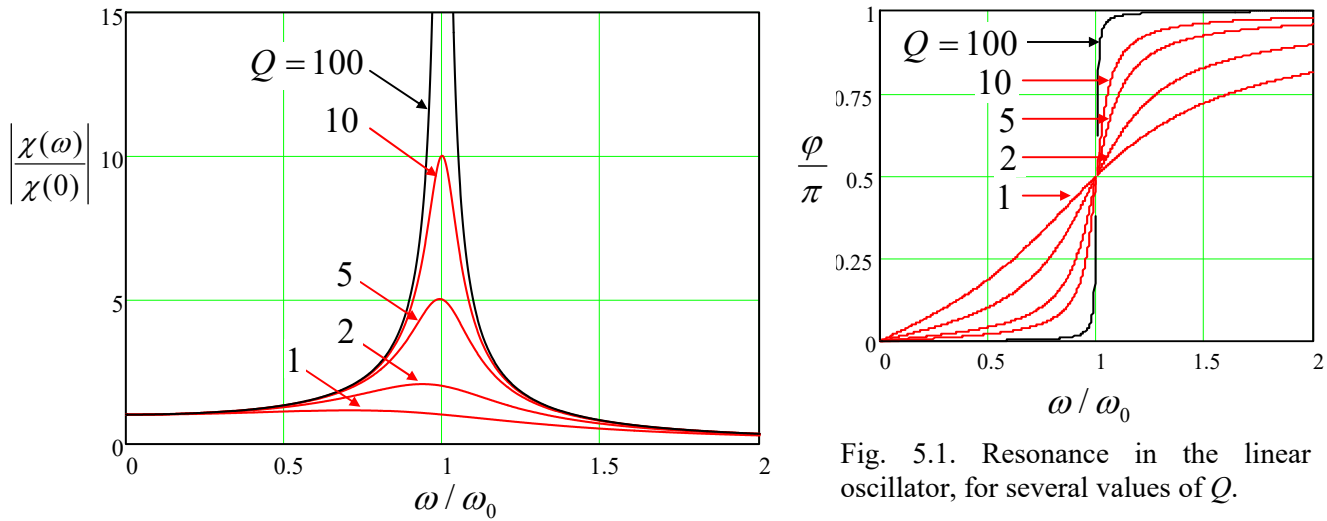 15
10
5
0
|χ(ω)/χ(0)|
Q = 100
10
5
2
1
0 0.5 1 1.5 2
ω / ω₀
1
0.75
0.5
0.25
0
φ/π
Q = 100
10
5
2
1
0 0.5 1 1.5 2
ω / ω₀
Fig. 5.1. Resonance in the linear
oscillator, for several values of Q.